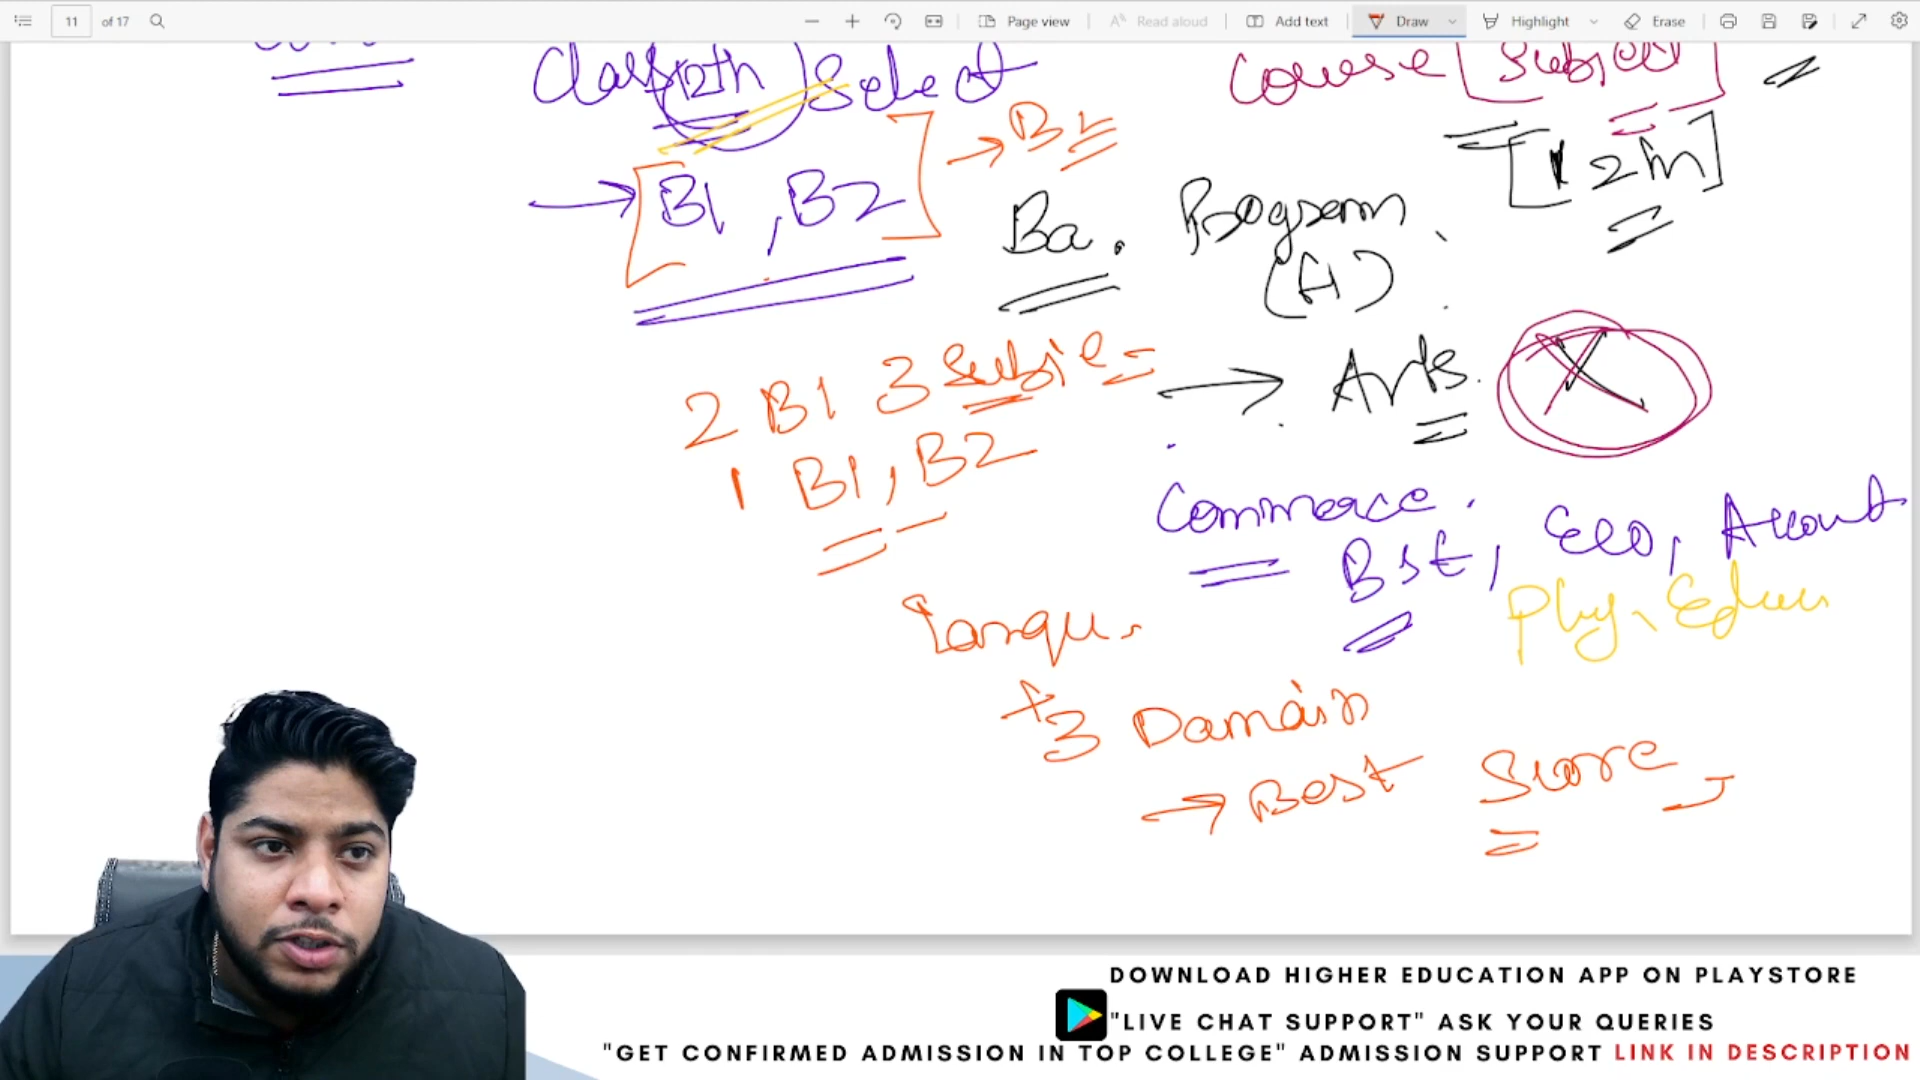 11 of 17 Page view Read aloud Add text Draw Highlight Erase
Class 12th Select
Course Subject
→ B1, B2 → B2
[12th]
Ba. Program
(H)
2 B1 3 Subje
→ Arts. X
1 B1, B2
Commerce.
Bst, Eco, Account
Phy. Edu
Langu.
+3 Domain
→ Best Score
DOWNLOAD HIGHER EDUCATION APP ON PLAYSTORE
"LIVE CHAT SUPPORT" ASK YOUR QUERIES
"GET CONFIRMED ADMISSION IN TOP COLLEGE" ADMISSION SUPPORT LINK IN DESCRIPTION